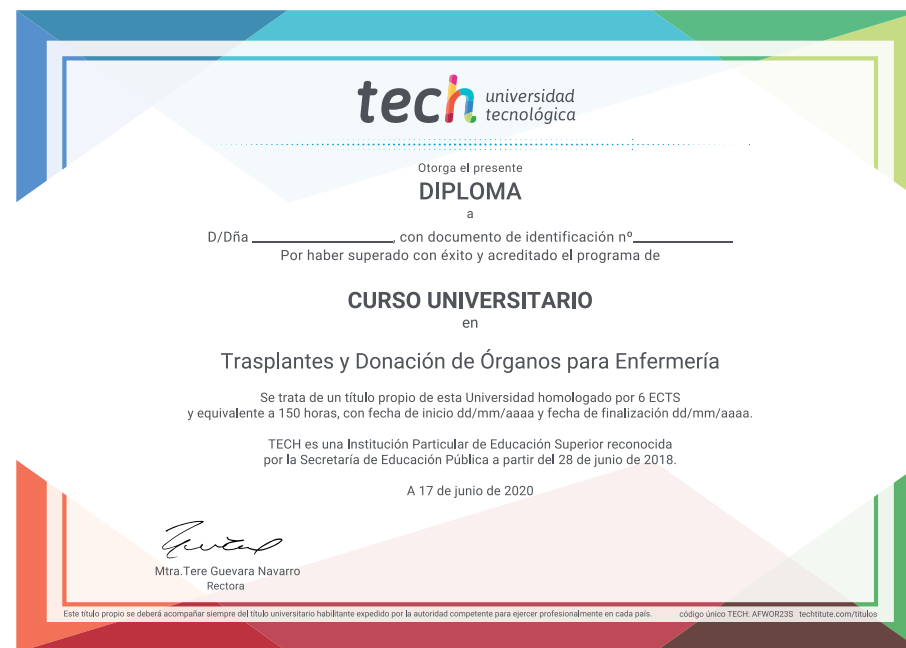 tech universidad
tecnológica
Otorga el presente
DIPLOMA
a
D/Dña ____________________, con documento de identificación nº______________
Por haber superado con éxito y acreditado el programa de
CURSO UNIVERSITARIO
en
Trasplantes y Donación de Órganos para Enfermería
Se trata de un título propio de esta Universidad homologado por 6 ECTS
y equivalente a 150 horas, con fecha de inicio dd/mm/aaaa y fecha de finalización dd/mm/aaaa.
TECH es una Institución Particular de Educación Superior reconocida
por la Secretaría de Educación Pública a partir del 28 de junio de 2018.
A 17 de junio de 2020
Mtra.Tere Guevara Navarro
Rectora
Este título propio se deberá acompañar siempre del título universitario habilitante expedido por la autoridad competente para ejercer profesionalmente en cada país. código único TECH: AFWOR23S techtitute.com/titulos